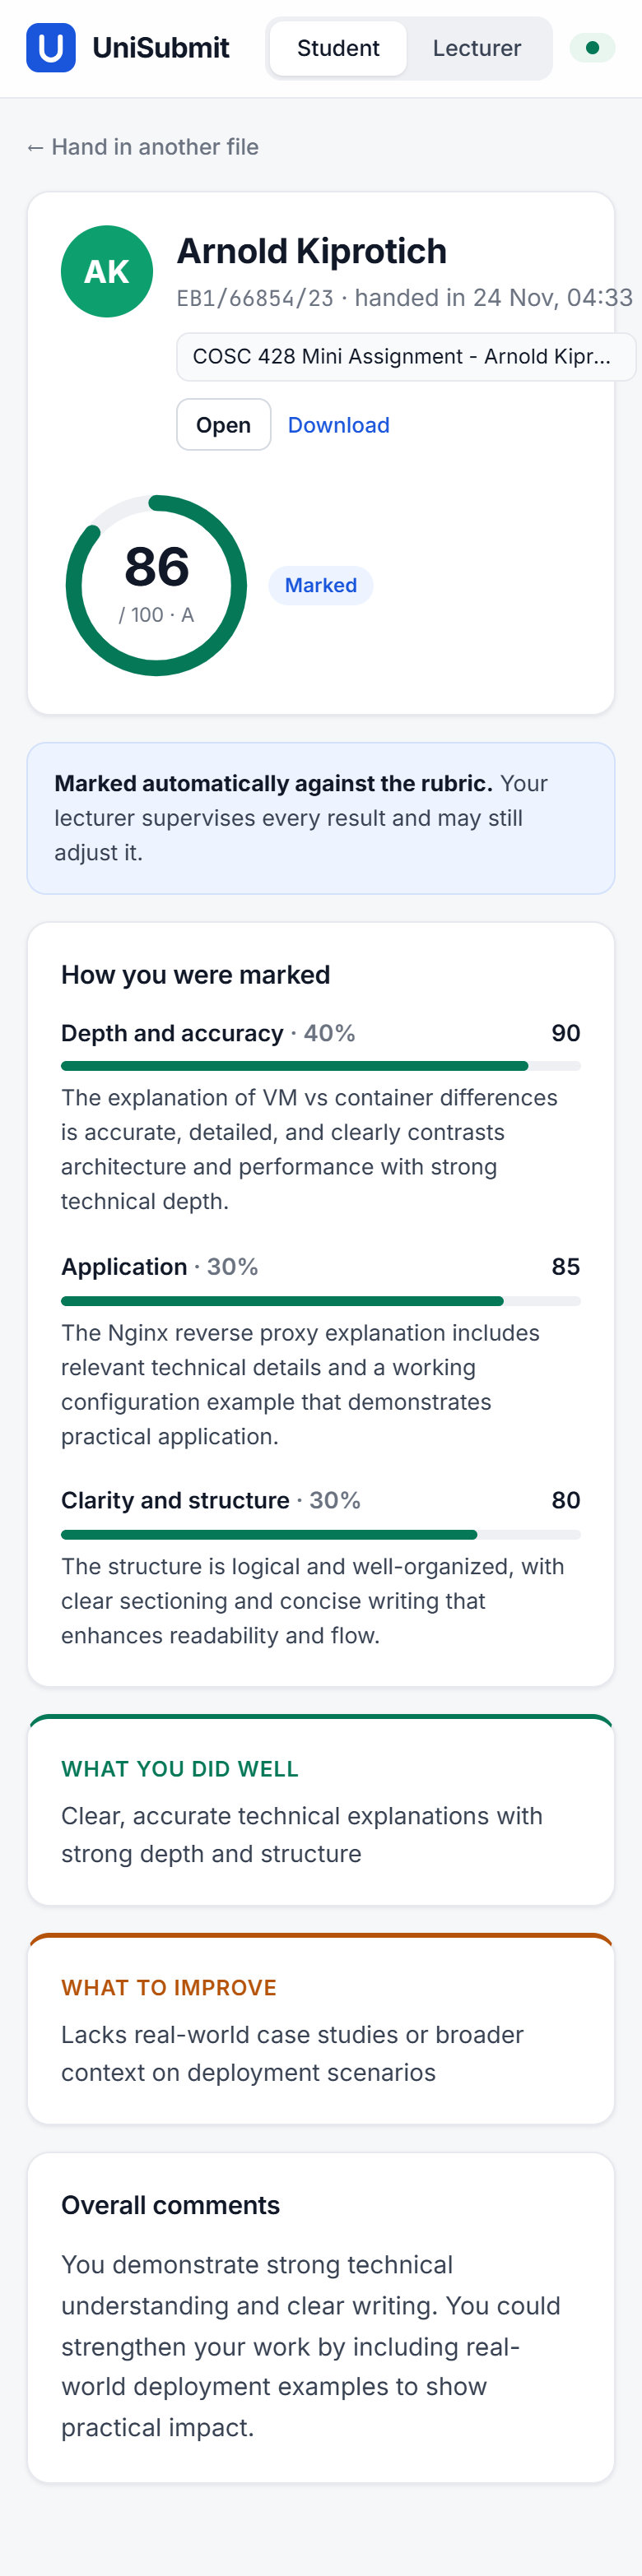 U UniSubmit Student Lecturer
← Hand in another file
AK
Arnold Kiprotich
EB1/66854/23 · handed in 24 Nov, 04:33
COSC 428 Mini Assignment - Arnold Kipr...
Open Download
86
/ 100 · A
Marked
Marked automatically against the rubric. Your
lecturer supervises every result and may still
adjust it.
How you were marked
Depth and accuracy · 40% 90
The explanation of VM vs container differences
is accurate, detailed, and clearly contrasts
architecture and performance with strong
technical depth.
Application · 30% 85
The Nginx reverse proxy explanation includes
relevant technical details and a working
configuration example that demonstrates
practical application.
Clarity and structure · 30% 80
The structure is logical and well-organized, with
clear sectioning and concise writing that
enhances readability and flow.
WHAT YOU DID WELL
Clear, accurate technical explanations with
strong depth and structure
WHAT TO IMPROVE
Lacks real-world case studies or broader
context on deployment scenarios
Overall comments
You demonstrate strong technical
understanding and clear writing. You could
strengthen your work by including real-
world deployment examples to show
practical impact.